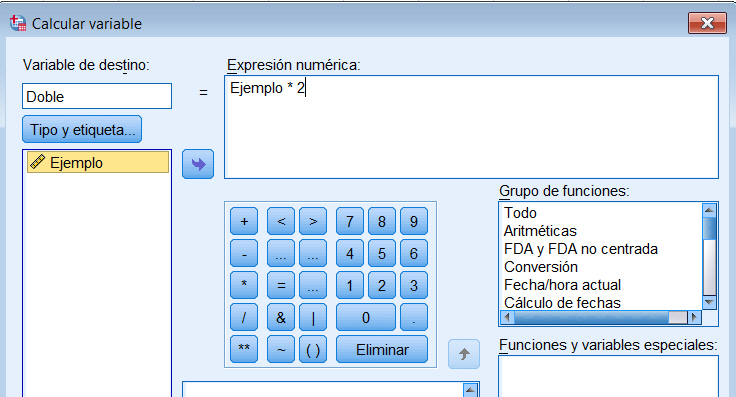 Calcular variable
Variable de destino:
Expresión numérica:
Doble
=
Ejemplo * 2
Tipo y etiqueta...
Ejemplo
Grupo de funciones:
Todo
Aritméticas
FDA y FDA no centrada
Conversión
Fecha/hora actual
Cálculo de fechas
+ < > 7 8 9
- ... ... 4 5 6
* = ... 1 2 3
/ & | 0 .
** ~ ( ) Eliminar
Funciones y variables especiales: